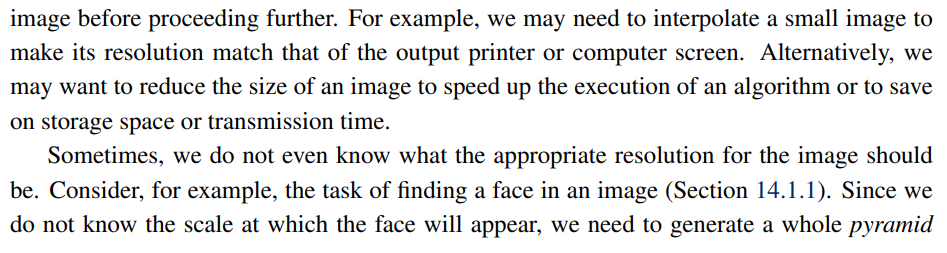 image before proceeding further. For example, we may need to interpolate a small image to
make its resolution match that of the output printer or computer screen. Alternatively, we
may want to reduce the size of an image to speed up the execution of an algorithm or to save
on storage space or transmission time.
Sometimes, we do not even know what the appropriate resolution for the image should
be. Consider, for example, the task of finding a face in an image (Section 14.1.1). Since we
do not know the scale at which the face will appear, we need to generate a whole pyramid